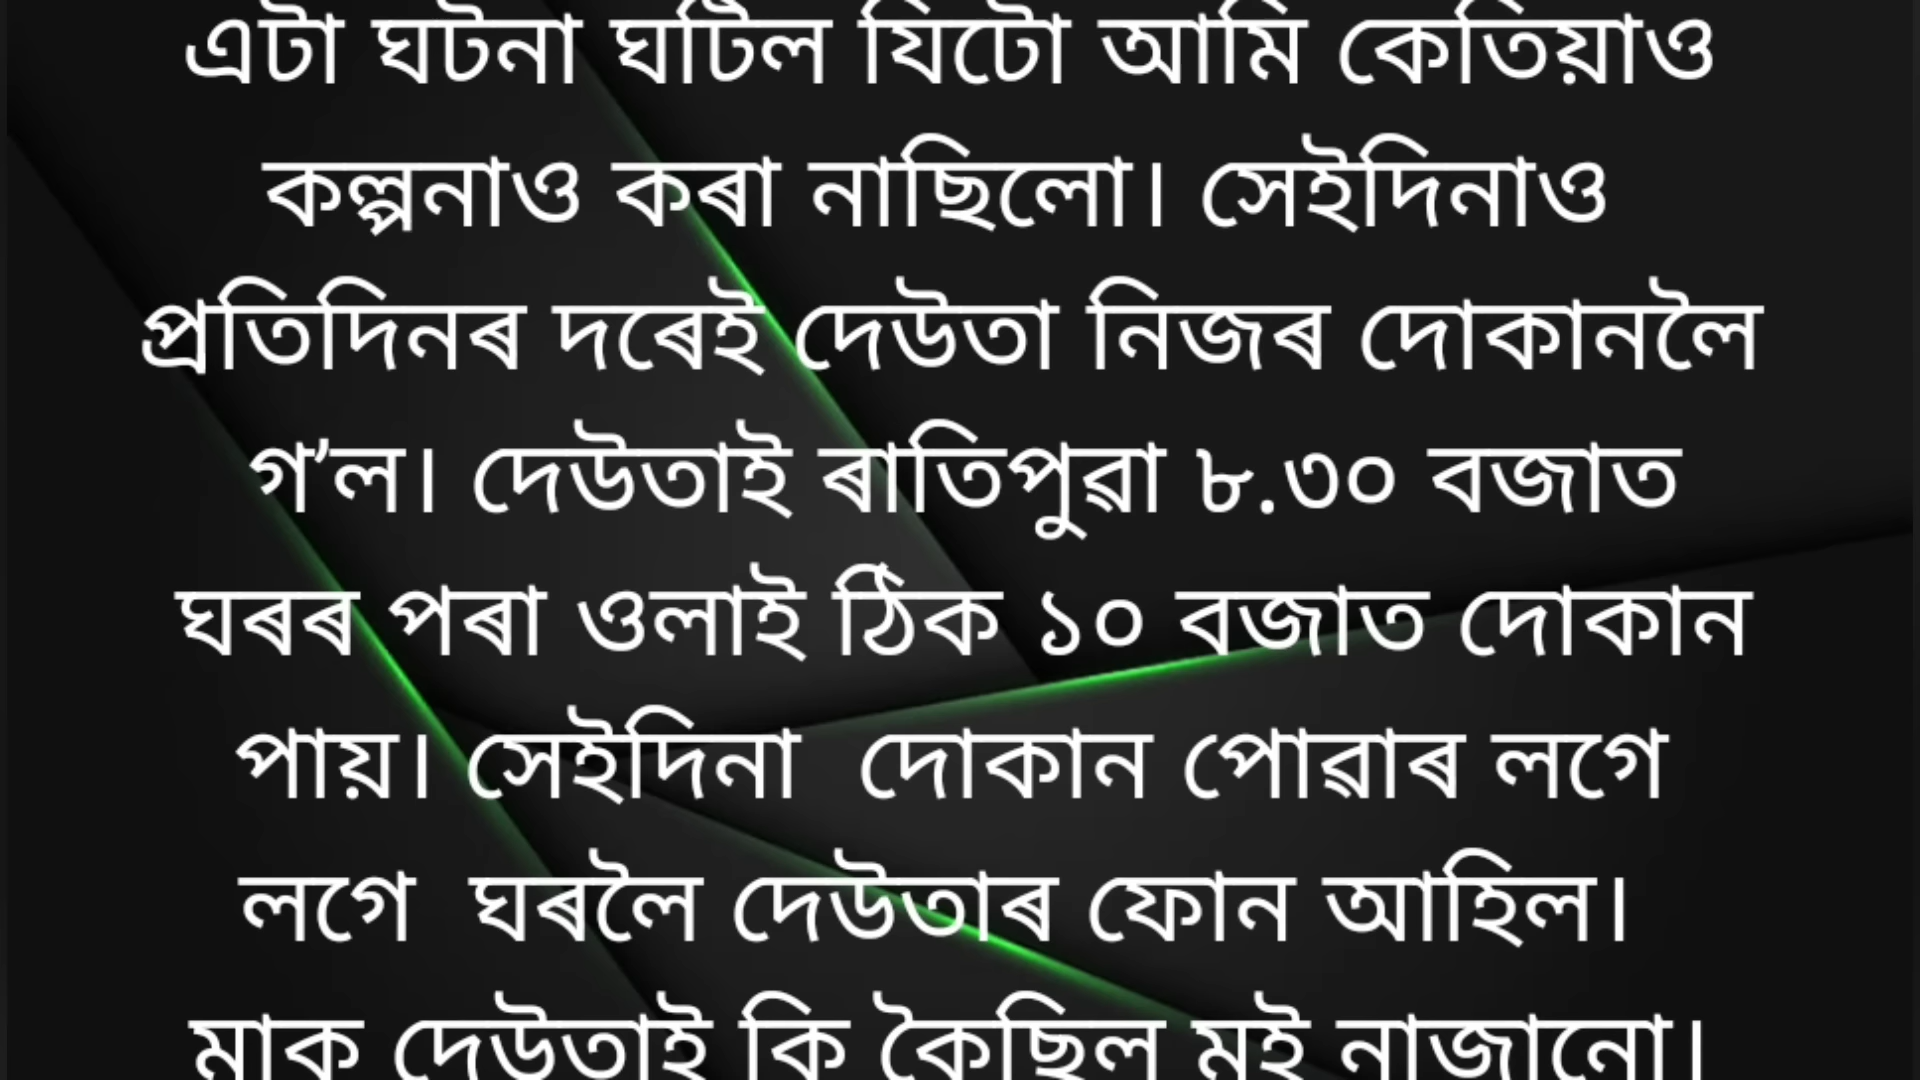 এটা ঘটনা ঘটিল যিটো আমি কেতিয়াও
কল্পনাও কৰা নাছিলো। সেইদিনাও
প্ৰতিদিনৰ দৰেই দেউতা নিজৰ দোকানলৈ
গ’ল। দেউতাই ৰাতিপুৱা ৮.৩০ বজাত
ঘৰৰ পৰা ওলাই ঠিক ১০ বজাত দোকান
পায়। সেইদিনা দোকান পোৱাৰ লগে
লগে ঘৰলৈ দেউতাৰ ফোন আহিল।
মাক দেউতাই কি কৈছিল মই নাজানো।